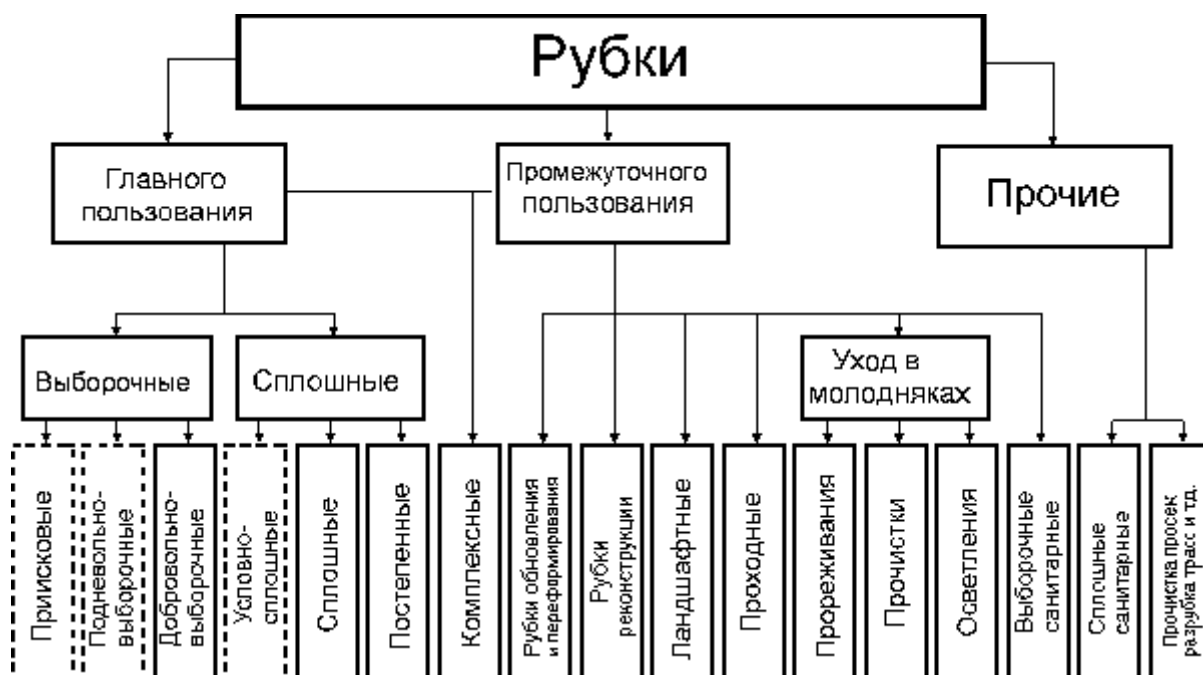 Рубки
Главного
пользования
Промежуточного
пользования
Прочие
Выборочные
Сплошные
Уход в
молодняках
Приисковые
Подневольно-
выборочные
Добровольно-
выборочные
Условно-
сплошные
Сплошные
Постепенные
Комплексные
Рубки обновления
и переформирования
Рубки
реконструкции
Ландшафтные
Проходные
Прореживания
Прочистки
Осветления
Выборочные
санитарные
Сплошные
санитарные
Прочистка просек
разрубка трасс и тд.